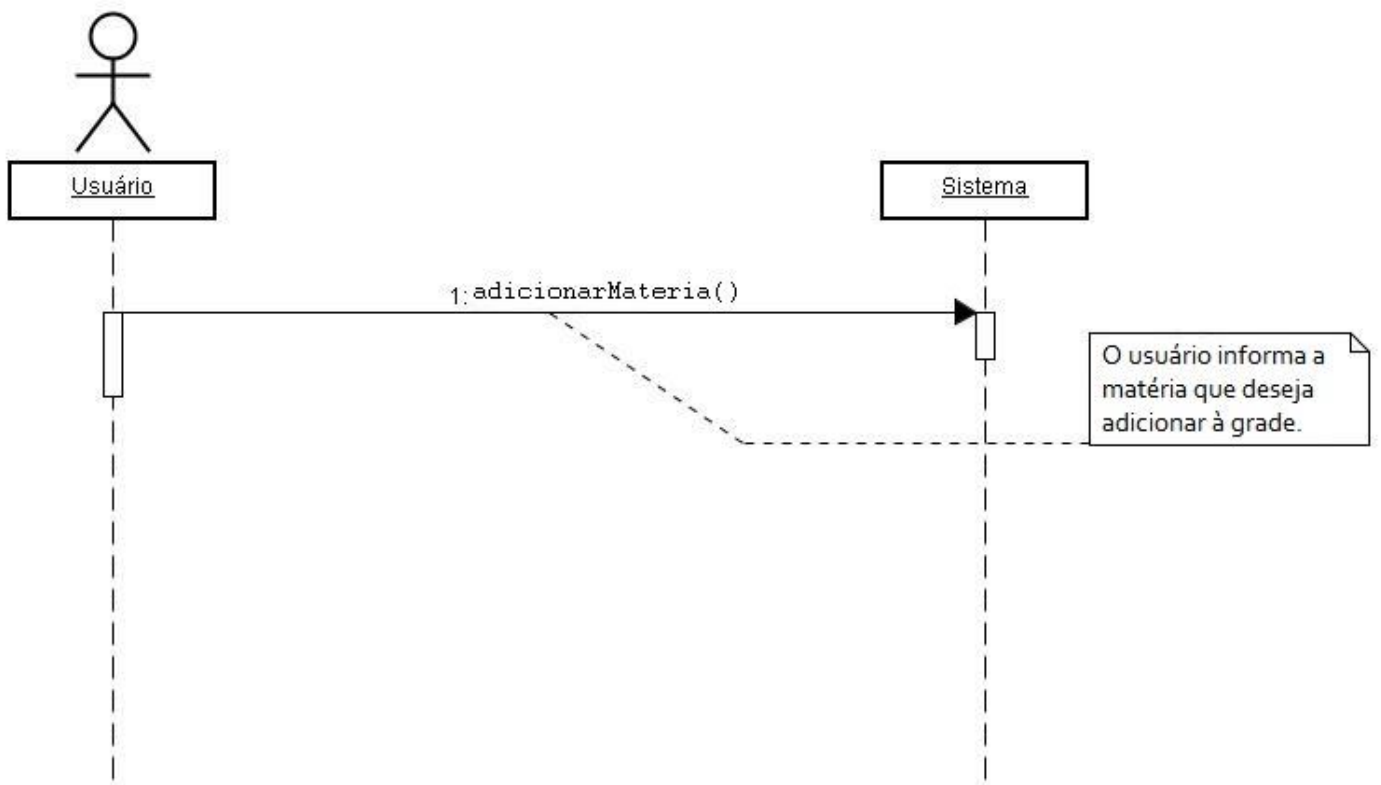 Usuário
Sistema
1: adicionarMateria()
O usuário informa a
matéria que deseja
adicionar à grade.